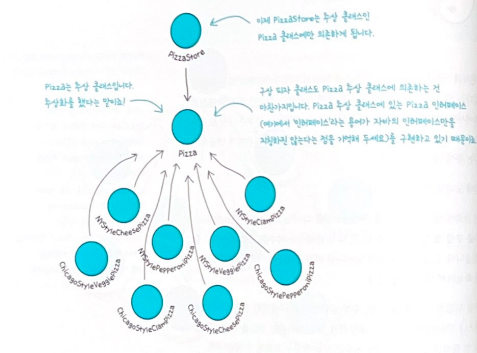 이제 PizzaStore는 추상 클래스인
Pizza 클래스에만 의존하게 됩니다.
PizzaStore
Pizza는 추상 클래스입니다.
추상화를 했다는 말이죠!
구상 피자 클래스도 Pizza 추상 클래스에 의존하는 건
마찬가지입니다. Pizza 추상 클래스에 있는 Pizza 인터페이스
(여기에서 '인터페이스'라는 용어가 자바의 인터페이스만을
지칭하진 않는다는 점을 기억해 두세요)를 구현하고 있기 때문이죠
Pizza
NYStyleCheesePizza
NYStyleClamPizza
ChicagoStyleVeggiePizza
NYStylePepperoniPizza
NYStyleVeggiePizza
ChicagoStylePepperoniPizza
ChicagoStyleClamPizza
ChicagoStyleCheesePizza